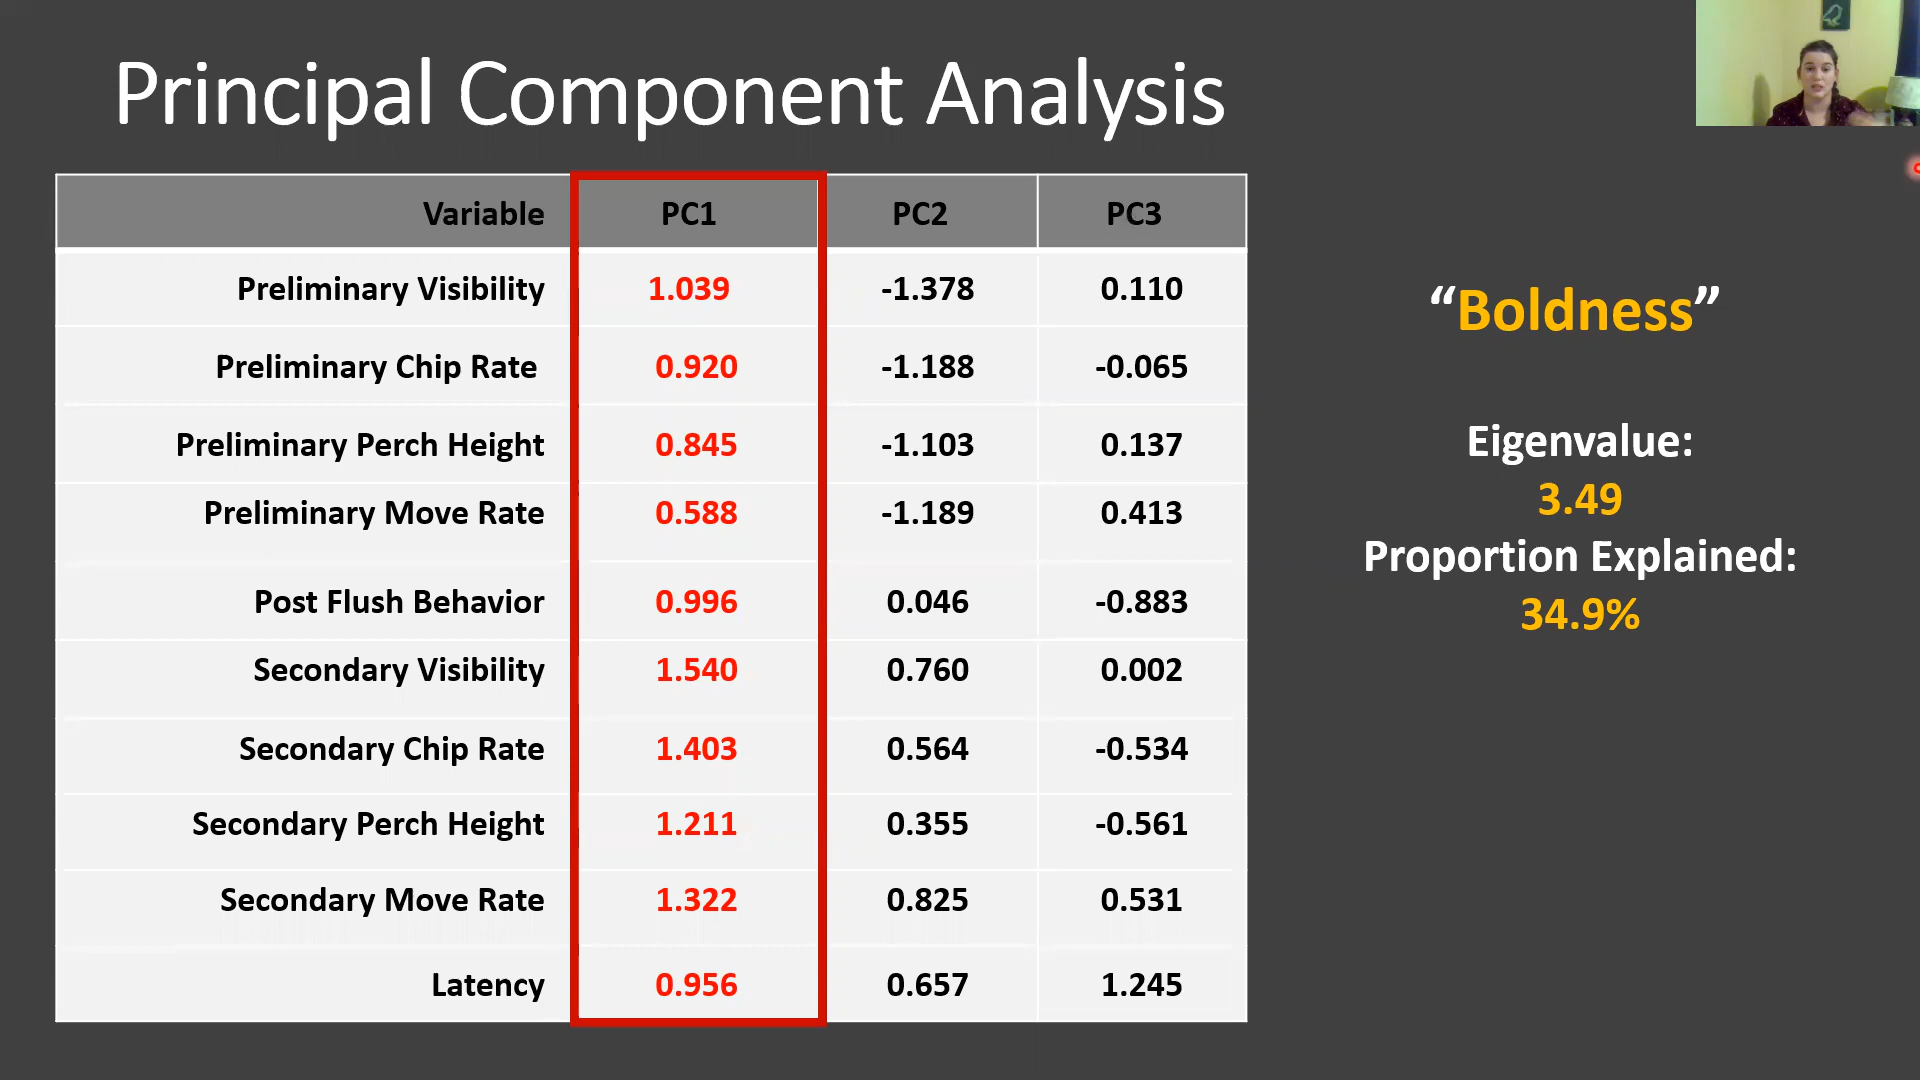 Principal Component Analysis
Variable PC1 PC2 PC3
Preliminary Visibility 1.039 -1.378 0.110
Preliminary Chip Rate 0.920 -1.188 -0.065
Preliminary Perch Height 0.845 -1.103 0.137
Preliminary Move Rate 0.588 -1.189 0.413
Post Flush Behavior 0.996 0.046 -0.883
Secondary Visibility 1.540 0.760 0.002
Secondary Chip Rate 1.403 0.564 -0.534
Secondary Perch Height 1.211 0.355 -0.561
Secondary Move Rate 1.322 0.825 0.531
Latency 0.956 0.657 1.245
“Boldness”
Eigenvalue:
3.49
Proportion Explained:
34.9%